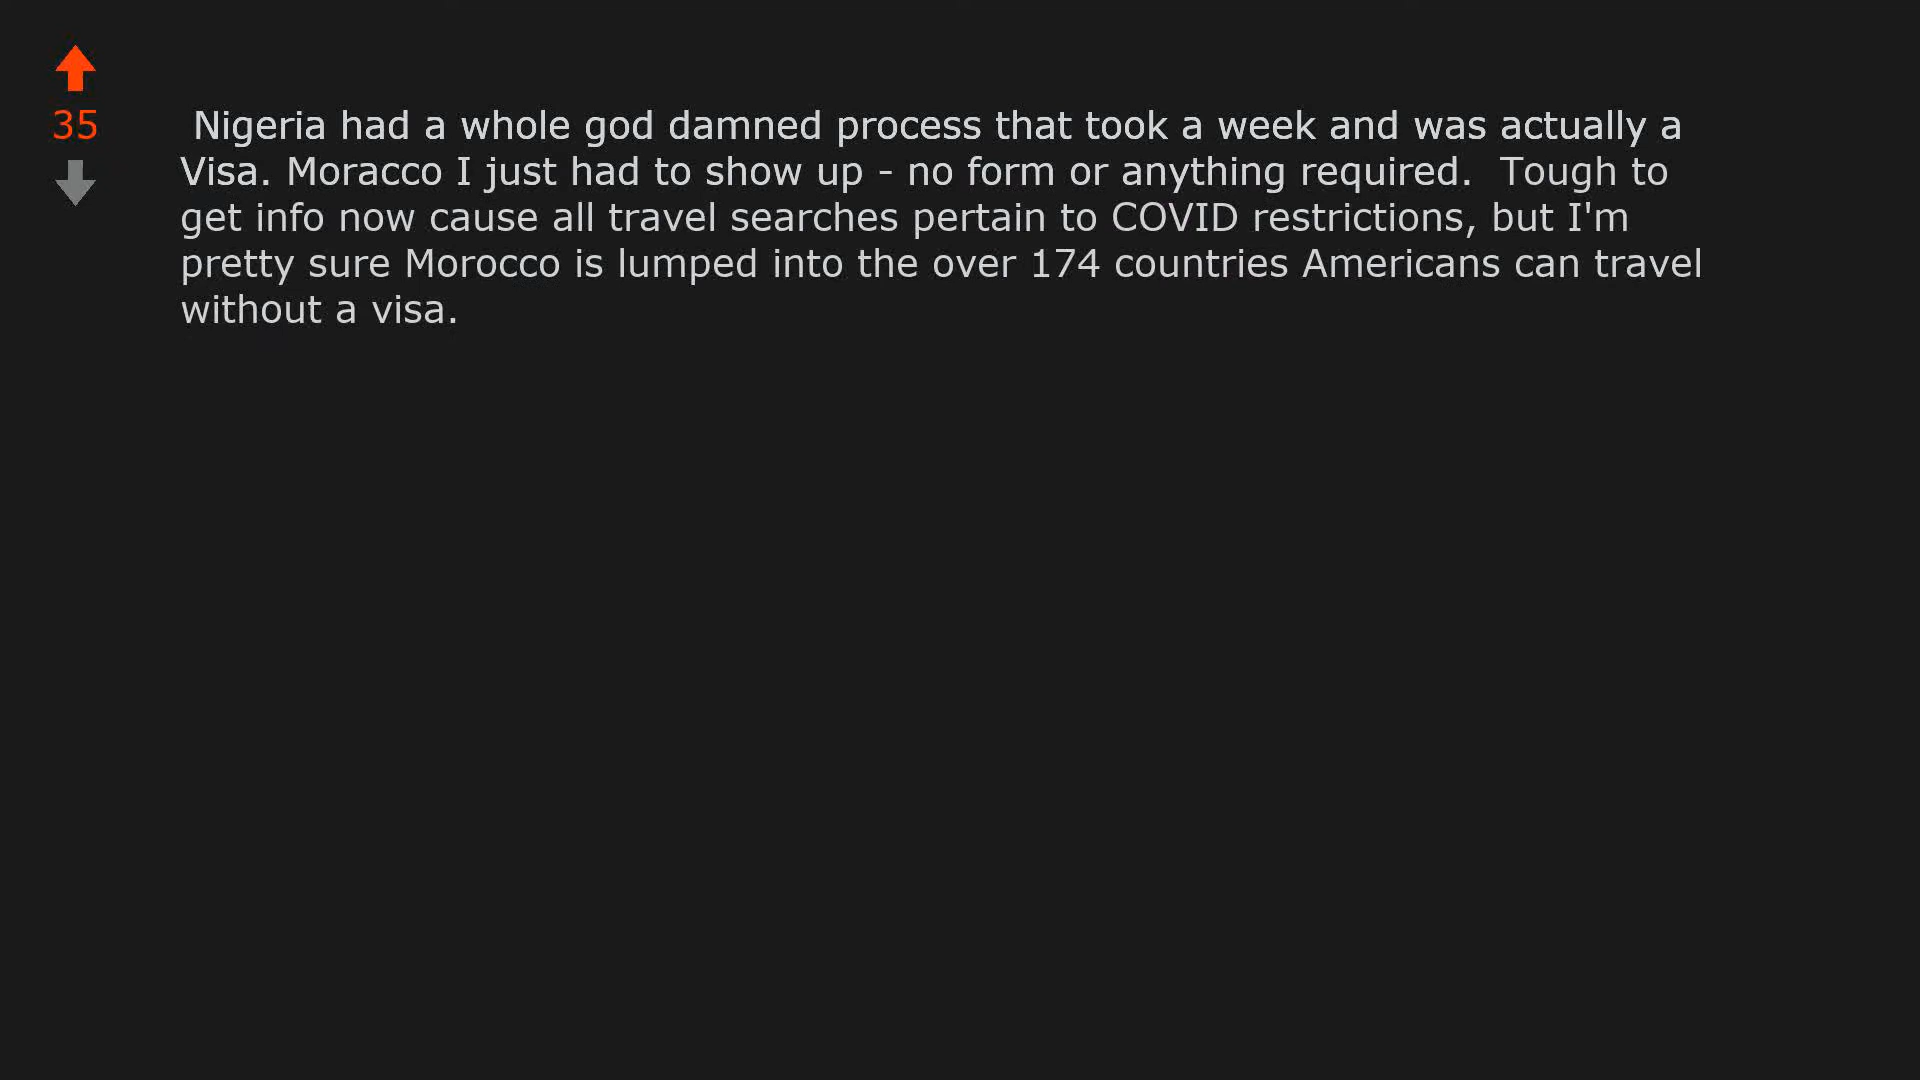 35
Nigeria had a whole god damned process that took a week and was actually a
Visa. Moracco I just had to show up - no form or anything required.  Tough to
get info now cause all travel searches pertain to COVID restrictions, but I'm
pretty sure Morocco is lumped into the over 174 countries Americans can travel
without a visa.